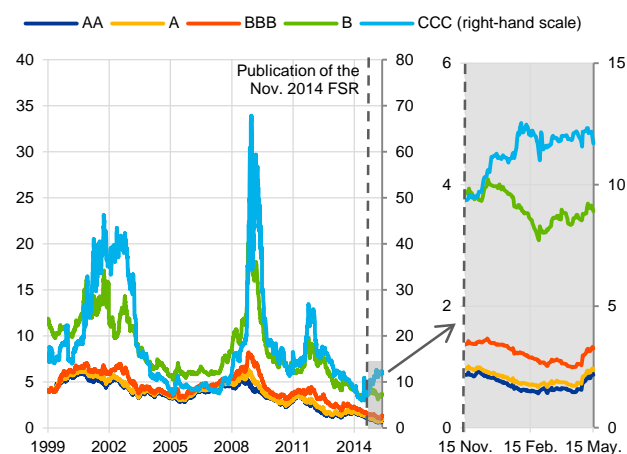 AA A BBB B CCC (right-hand scale)
40 80 6 15
Publication of the
Nov. 2014 FSR
35 70
30 60
25 50
4 10
20 40
15 30
2 5
10 20
5 10
0 0 0 0
1999 2002 2005 2008 2011 2014 15 Nov. 15 Feb. 15 May.